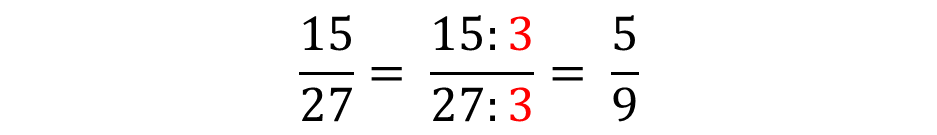 15/27 = 15:3/27:3 = 5/9